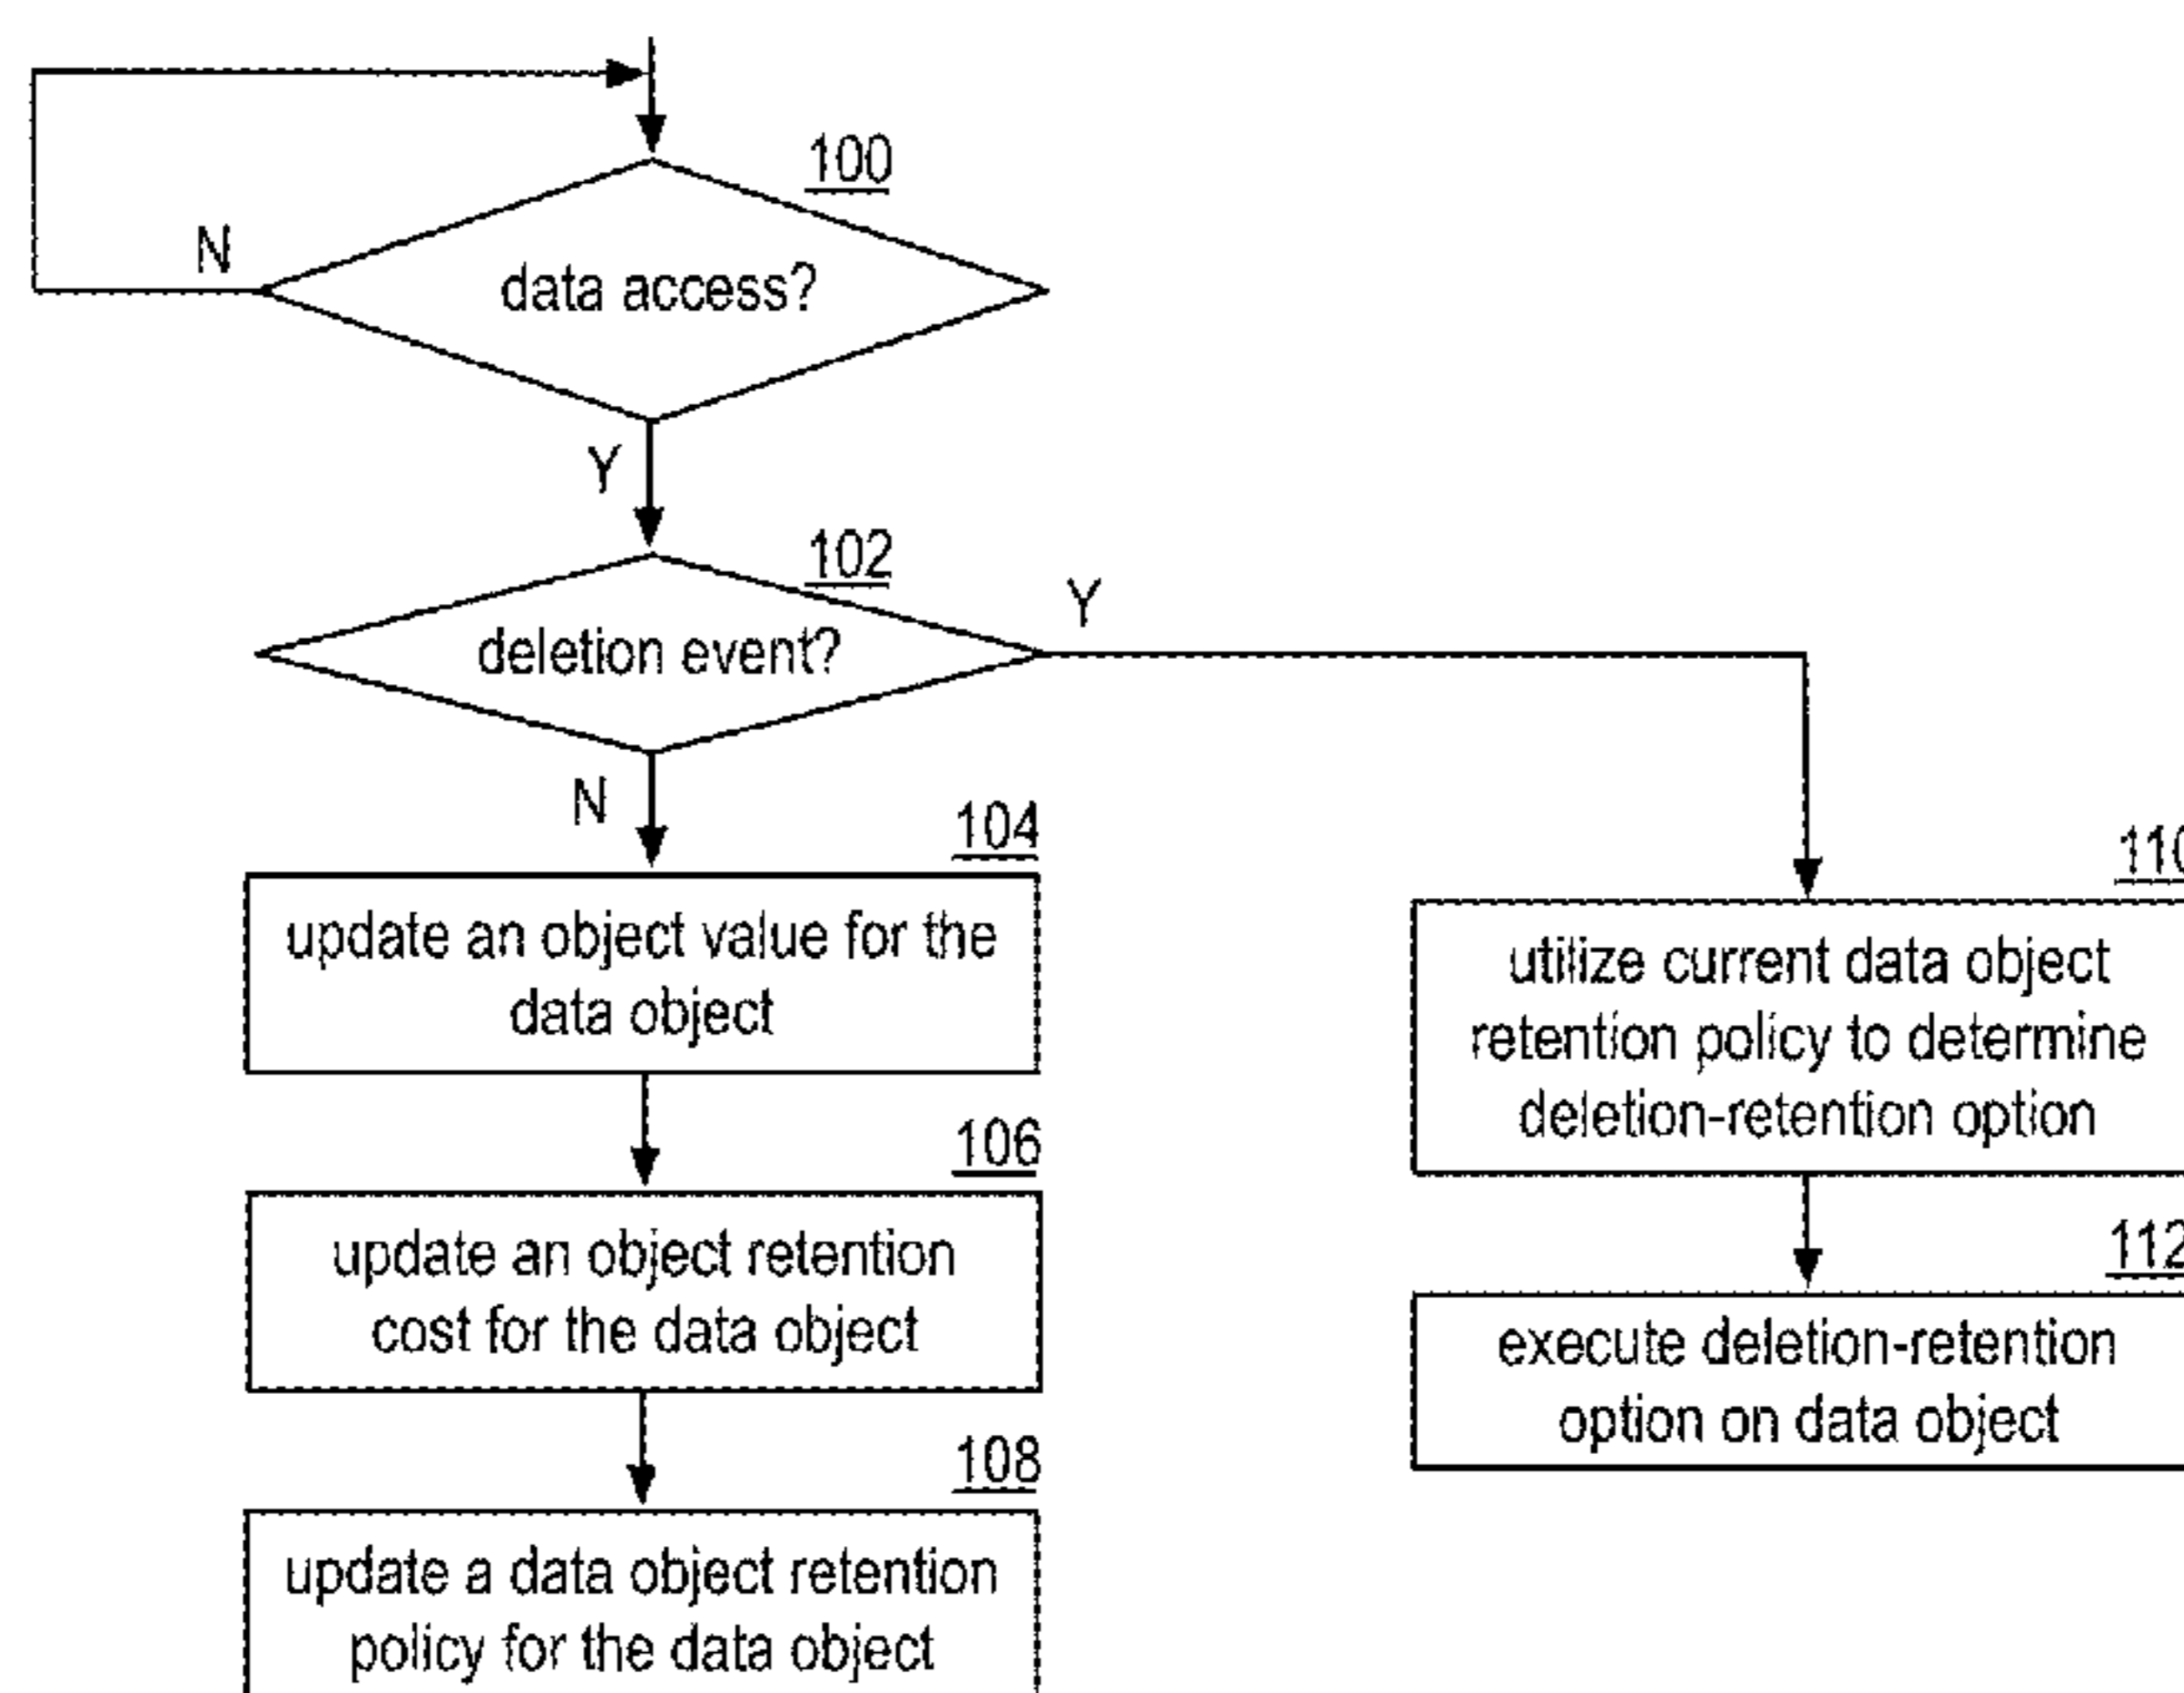 100
N
data access?
Y
102
Y
deletion event?
N
104
update an object value for the
data object
106
update an object retention
cost for the data object
108
update a data object retention
policy for the data object
110
utilize current data object
retention policy to determine
deletion-retention option
112
execute deletion-retention
option on data object